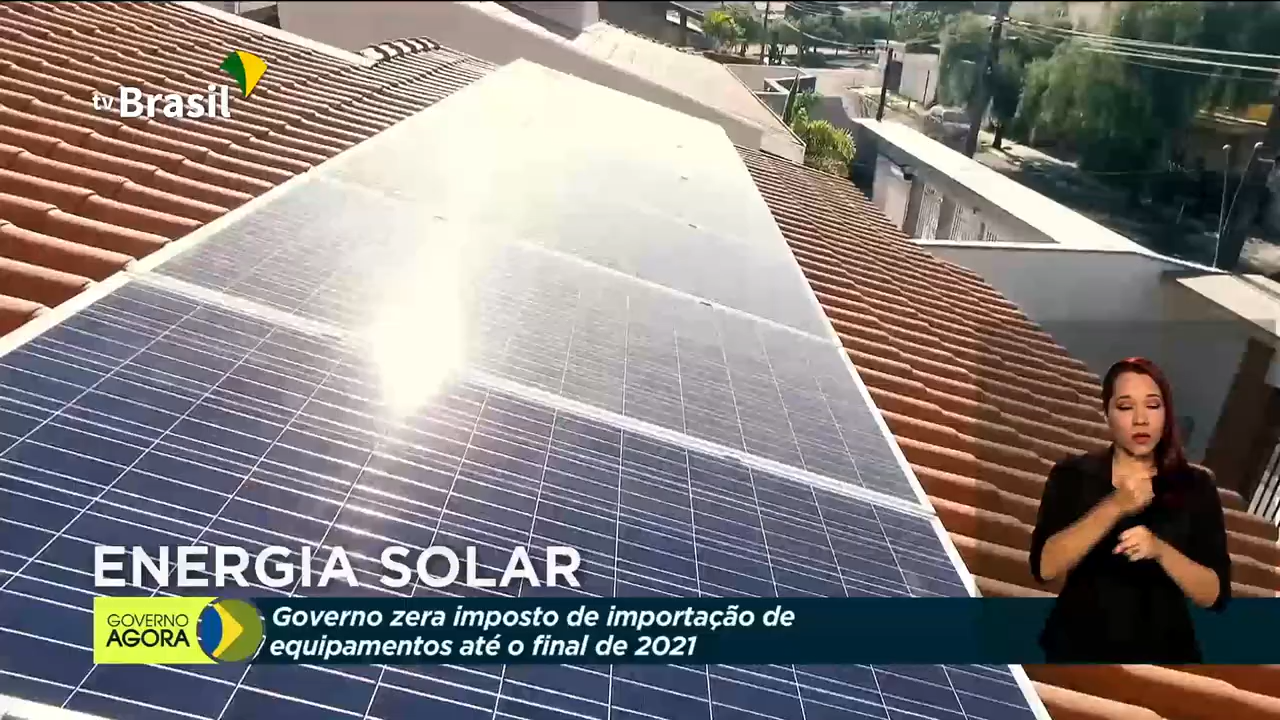 tv Brasil
ENERGIA SOLAR
GOVERNO
AGORA
Governo zera imposto de importação de
equipamentos até o final de 2021